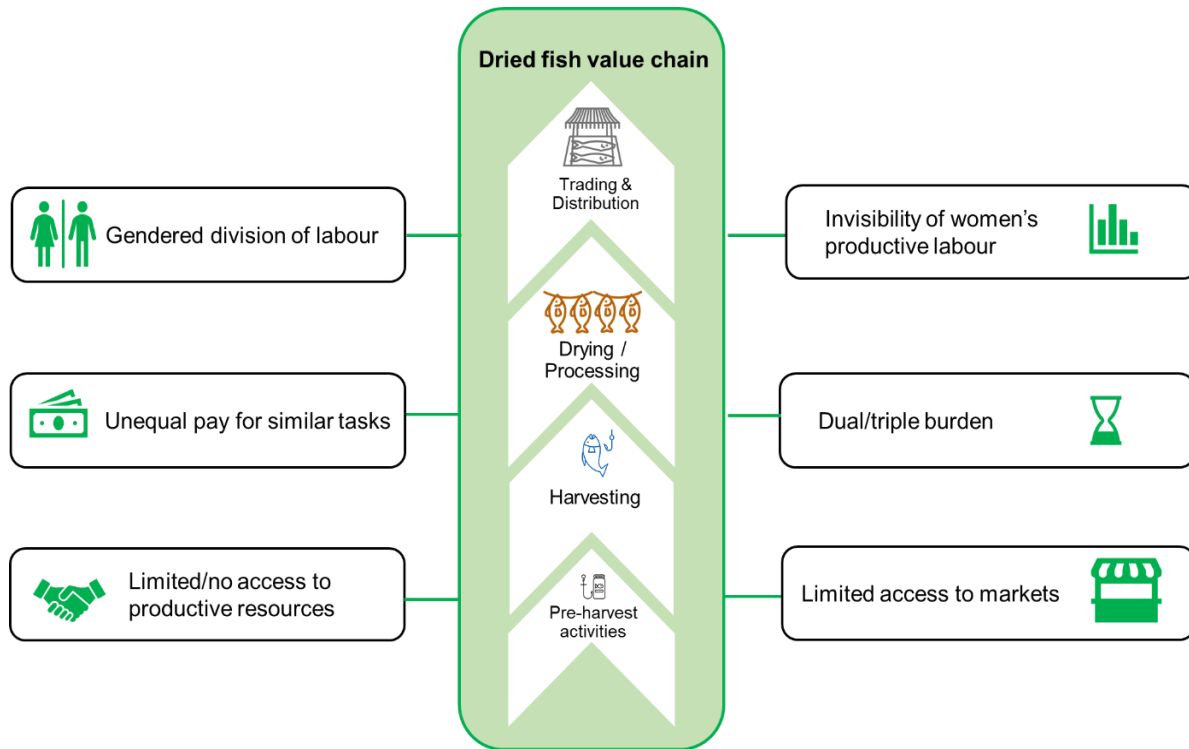 Dried fish value chain
Trading &
Distribution
Drying /
Processing
Harvesting
Pre-harvest
activities
Gendered division of labour
Unequal pay for similar tasks
Limited/no access to
productive resources
Invisibility of women’s
productive labour
Dual/triple burden
Limited access to markets